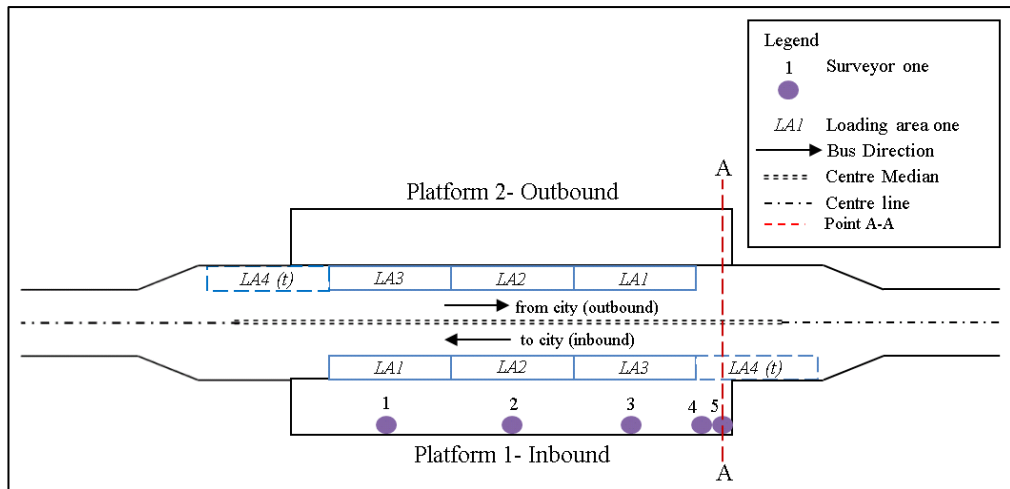 Legend
1 Surveyor one
LA1 Loading area one
Bus Direction
Centre Median
Centre line
Point A-A
A
Platform 2- Outbound
LA4 (t) LA3 LA2 LA1
from city (outbound)
to city (inbound)
LA1 LA2 LA3 LA4 (t)
1 2 3 4 5
Platform 1- Inbound
A